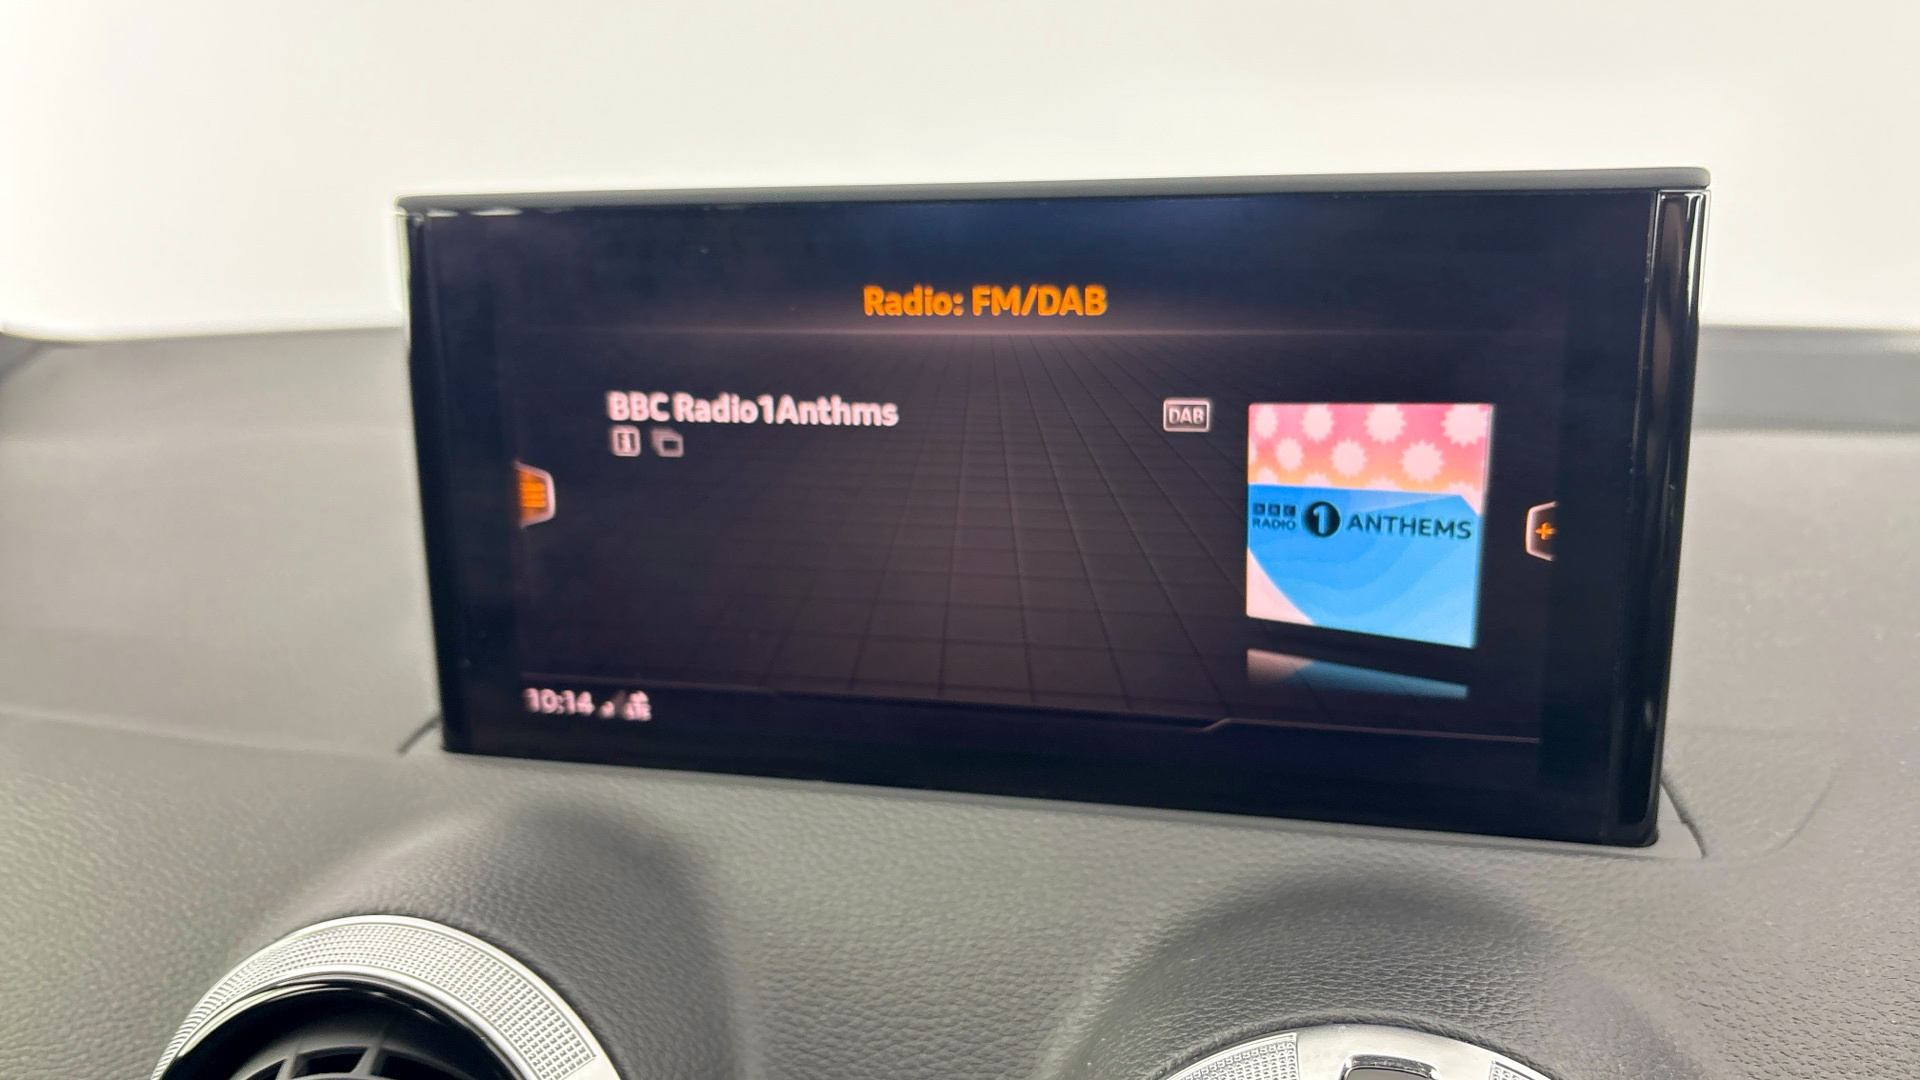 Radio: FM/DAB
BBC Radio1Anthms
DAB
BBC
RADIO 1 ANTHEMS
10:14